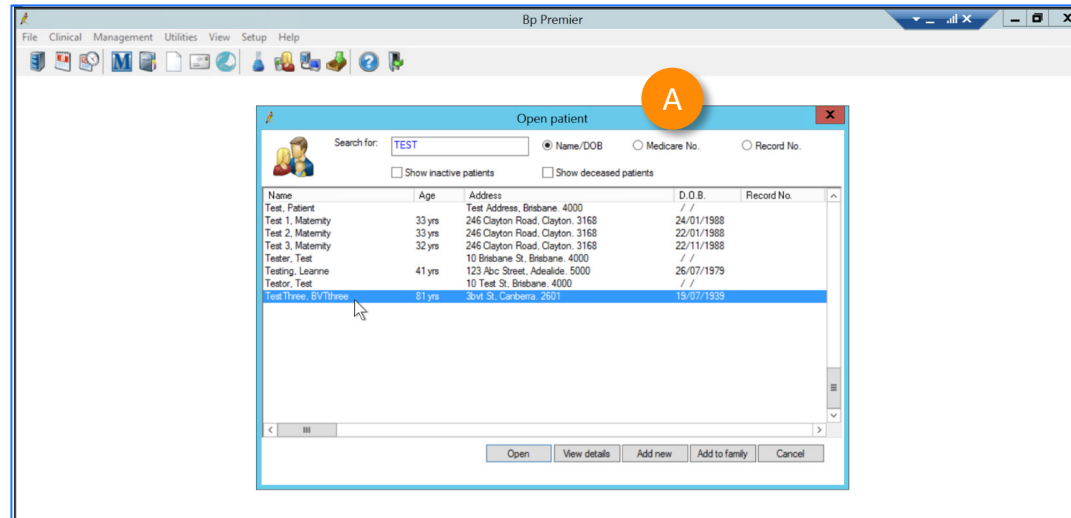 Bp Premier
File Clinical Management Utilities View Setup Help
A
Open patient
Search for: TEST Name/DOB Medicare No. Record No.
Show inactive patients Show deceased patients
Name Age Address D.O.B. Record No.
Test, Patient Test Address, Brisbane. 4000 / /
Test 1, Maternity 33 yrs 246 Clayton Road, Clayton. 3168 24/01/1988
Test 2, Maternity 33 yrs 246 Clayton Road, Clayton. 3168 22/01/1988
Test 3, Maternity 32 yrs 246 Clayton Road, Clayton. 3168 22/11/1988
Tester, Test 10 Brisbane St, Brisbane. 4000 / /
Testing, Leanne 41 yrs 123 Abc Street, Adealide. 5000 26/07/1979
Testor, Test 10 Test St, Brisbane. 4000 / /
TestThree, BVTthree 81 yrs 3bvt St, Canberra. 2601 19/07/1939
Open View details Add new Add to family Cancel